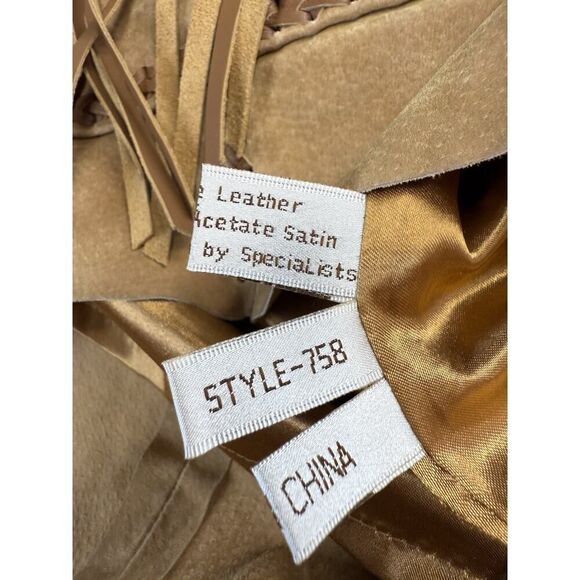 Leather
Acetate Satin
by SpeciaLists
STYLE-758
CHINA